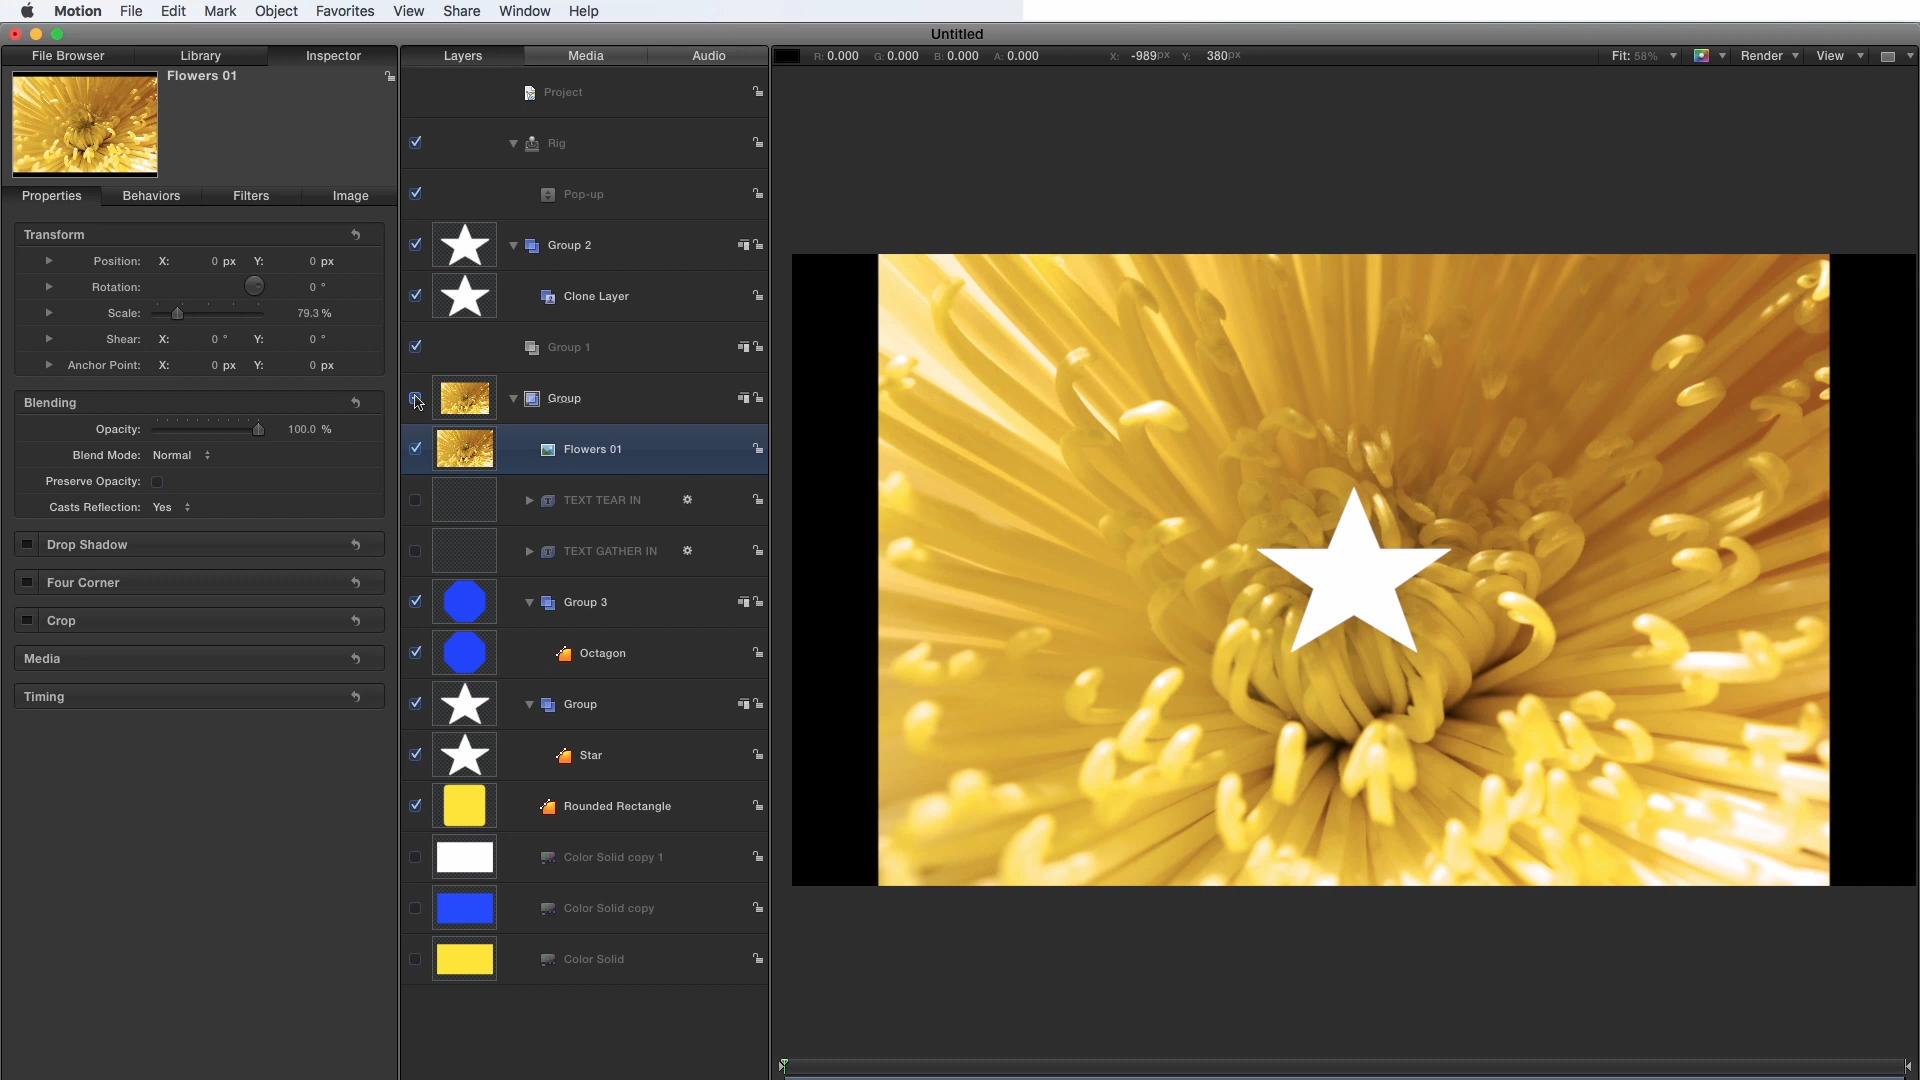 Motion File Edit Mark Object Favorites View Share Window Help
Untitled
File Browser Library Inspector
Layers Media Audio
R: 0.000 G: 0.000 B: 0.000 A: 0.000 X: -989px Y: 380px
Fit: 58% Render View
Flowers 01
Properties Behaviors Filters Image
Transform
Position: X: 0 px Y: 0 px
Rotation: 0 °
Scale: 79.3 %
Shear: X: 0 ° Y: 0 °
Anchor Point: X: 0 px Y: 0 px
Blending
Opacity: 100.0 %
Blend Mode: Normal
Preserve Opacity:
Casts Reflection: Yes
Drop Shadow
Four Corner
Crop
Media
Timing
Project
Rig
Pop-up
Group 2
Clone Layer
Group 1
Group
Flowers 01
TEXT TEAR IN
TEXT GATHER IN
Group 3
Octagon
Group
Star
Rounded Rectangle
Color Solid copy 1
Color Solid copy
Color Solid